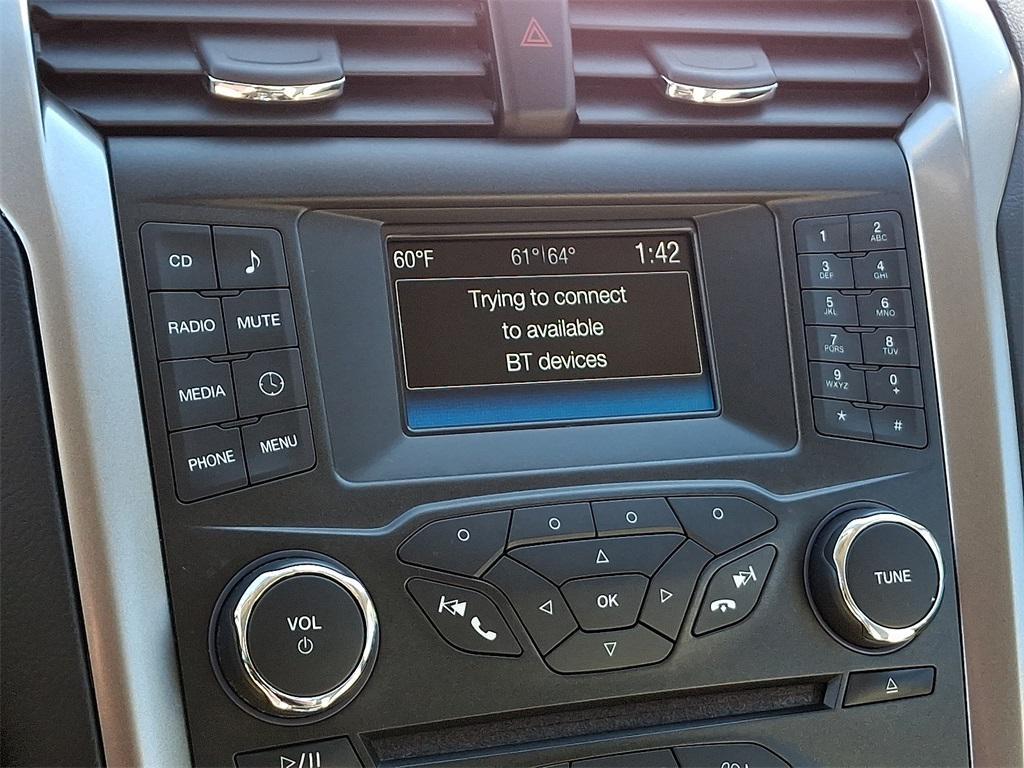 60°F 61°|64° 1:42
Trying to connect
to available
BT devices
CD
RADIO MUTE
MEDIA
PHONE MENU
1 2 ABC
3 DEF 4 GHI
5 JKL 6 MNO
7 PQRS 8 TUV
9 WXYZ 0 +
* #
OK
VOL
TUNE